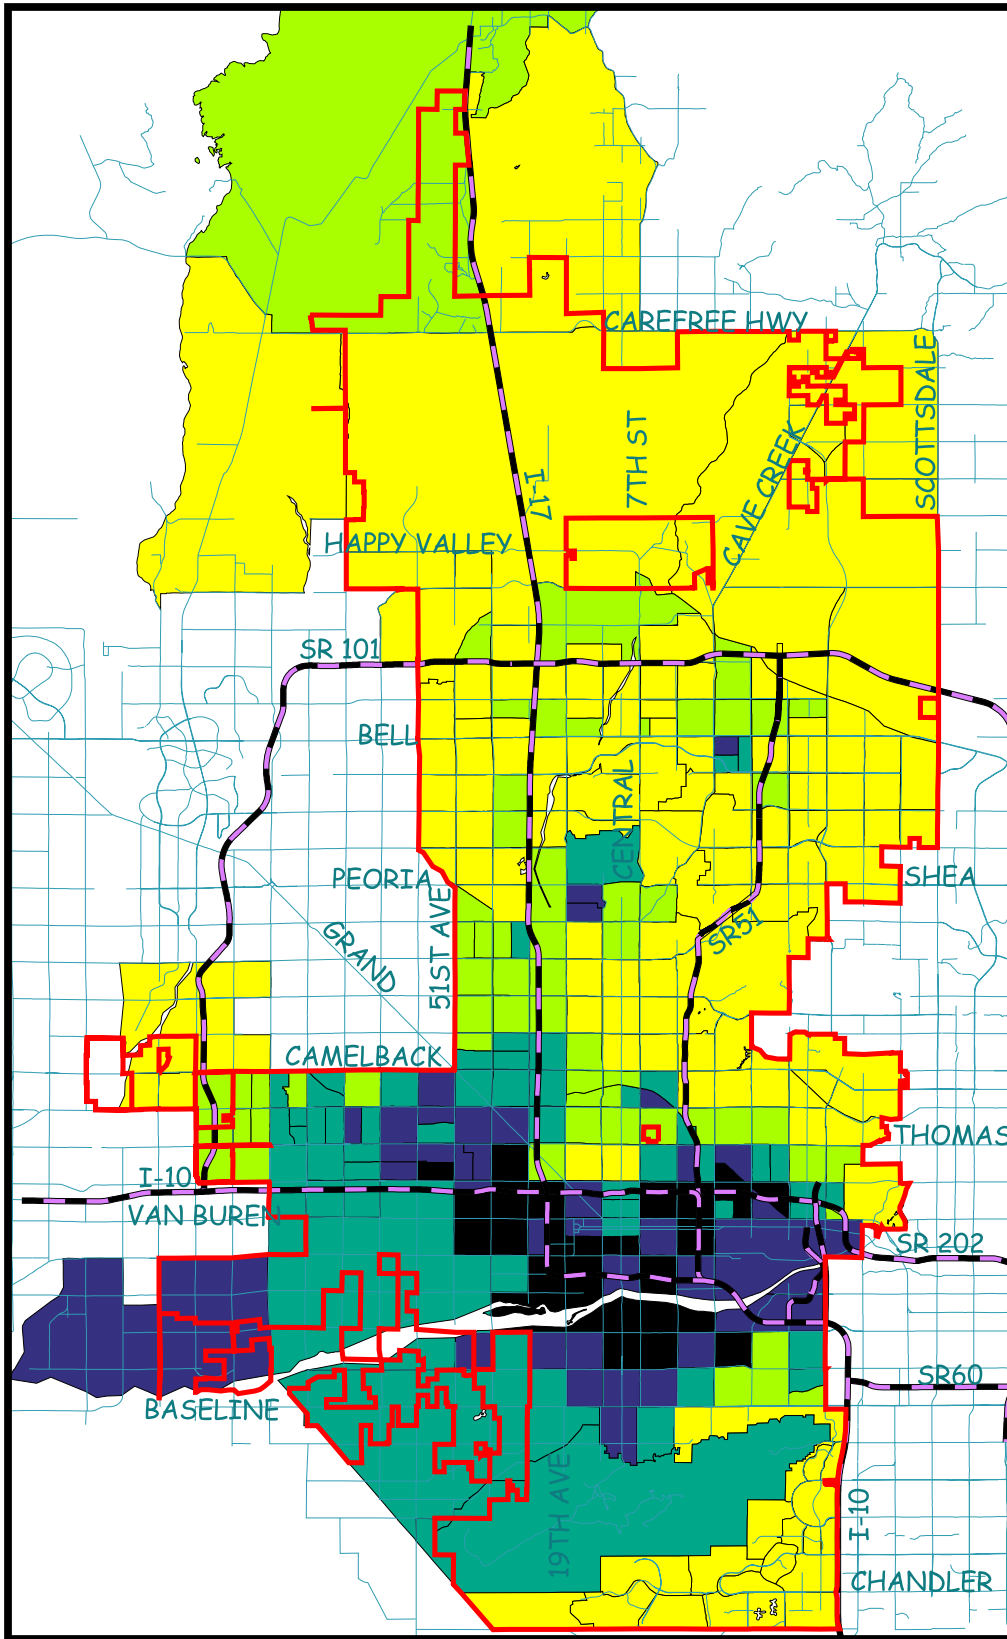 CAREFREE HWY
SCOTTSDALE
7TH ST
CAVE CREEK
I-17
HAPPY VALLEY
SR 101
BELL
CENTRAL
PEORIA
SHEA
51ST AVE
GRAND
SR51
CAMELBACK
THOMAS
I-10
VAN BUREN
SR 202
SR60
BASELINE
19TH AVE
I-10
CHANDLER